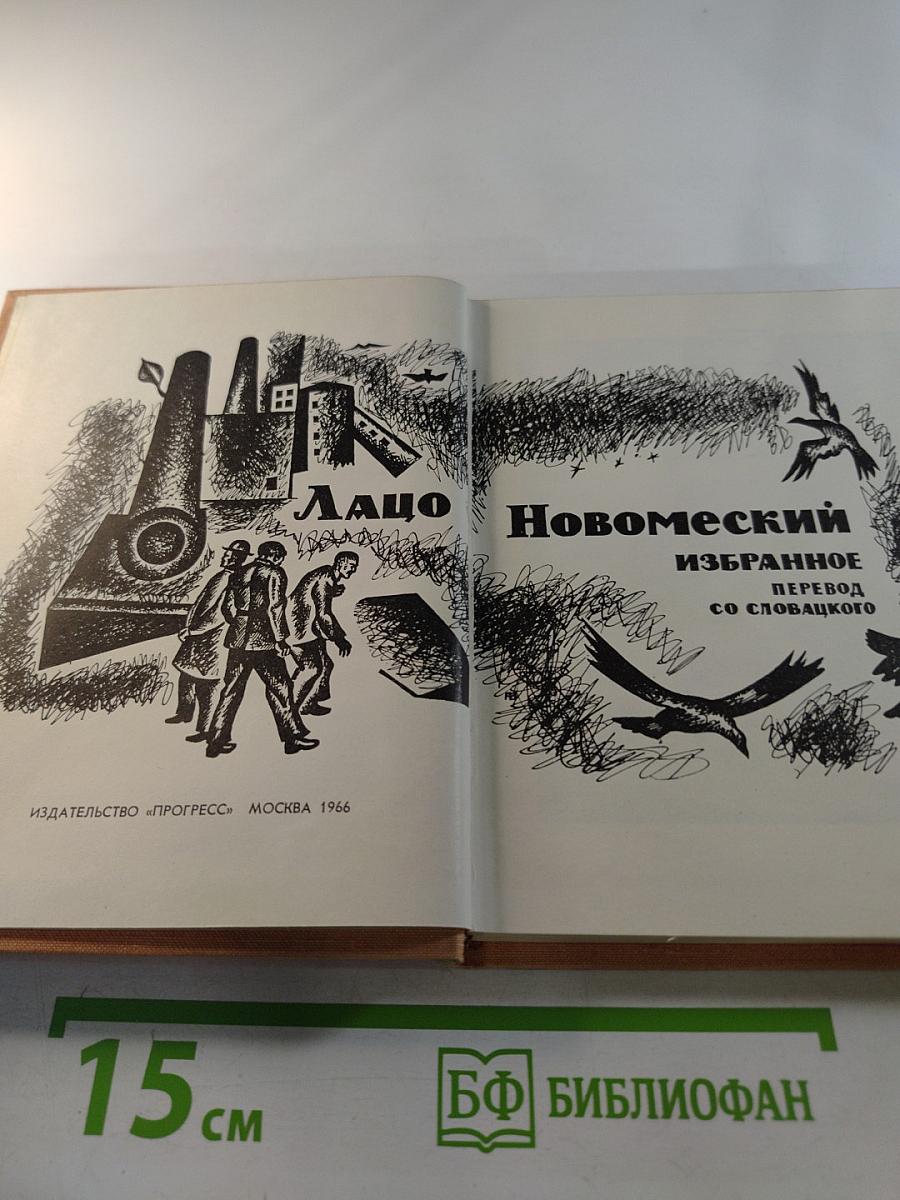 Лацо Новомеский
ИЗБРАННОЕ
ПЕРЕВОД
СО СЛОВАЦКОГО
ИЗДАТЕЛЬСТВО «ПРОГРЕСС» МОСКВА 1966
15 см
БФ БИБЛИОФАН